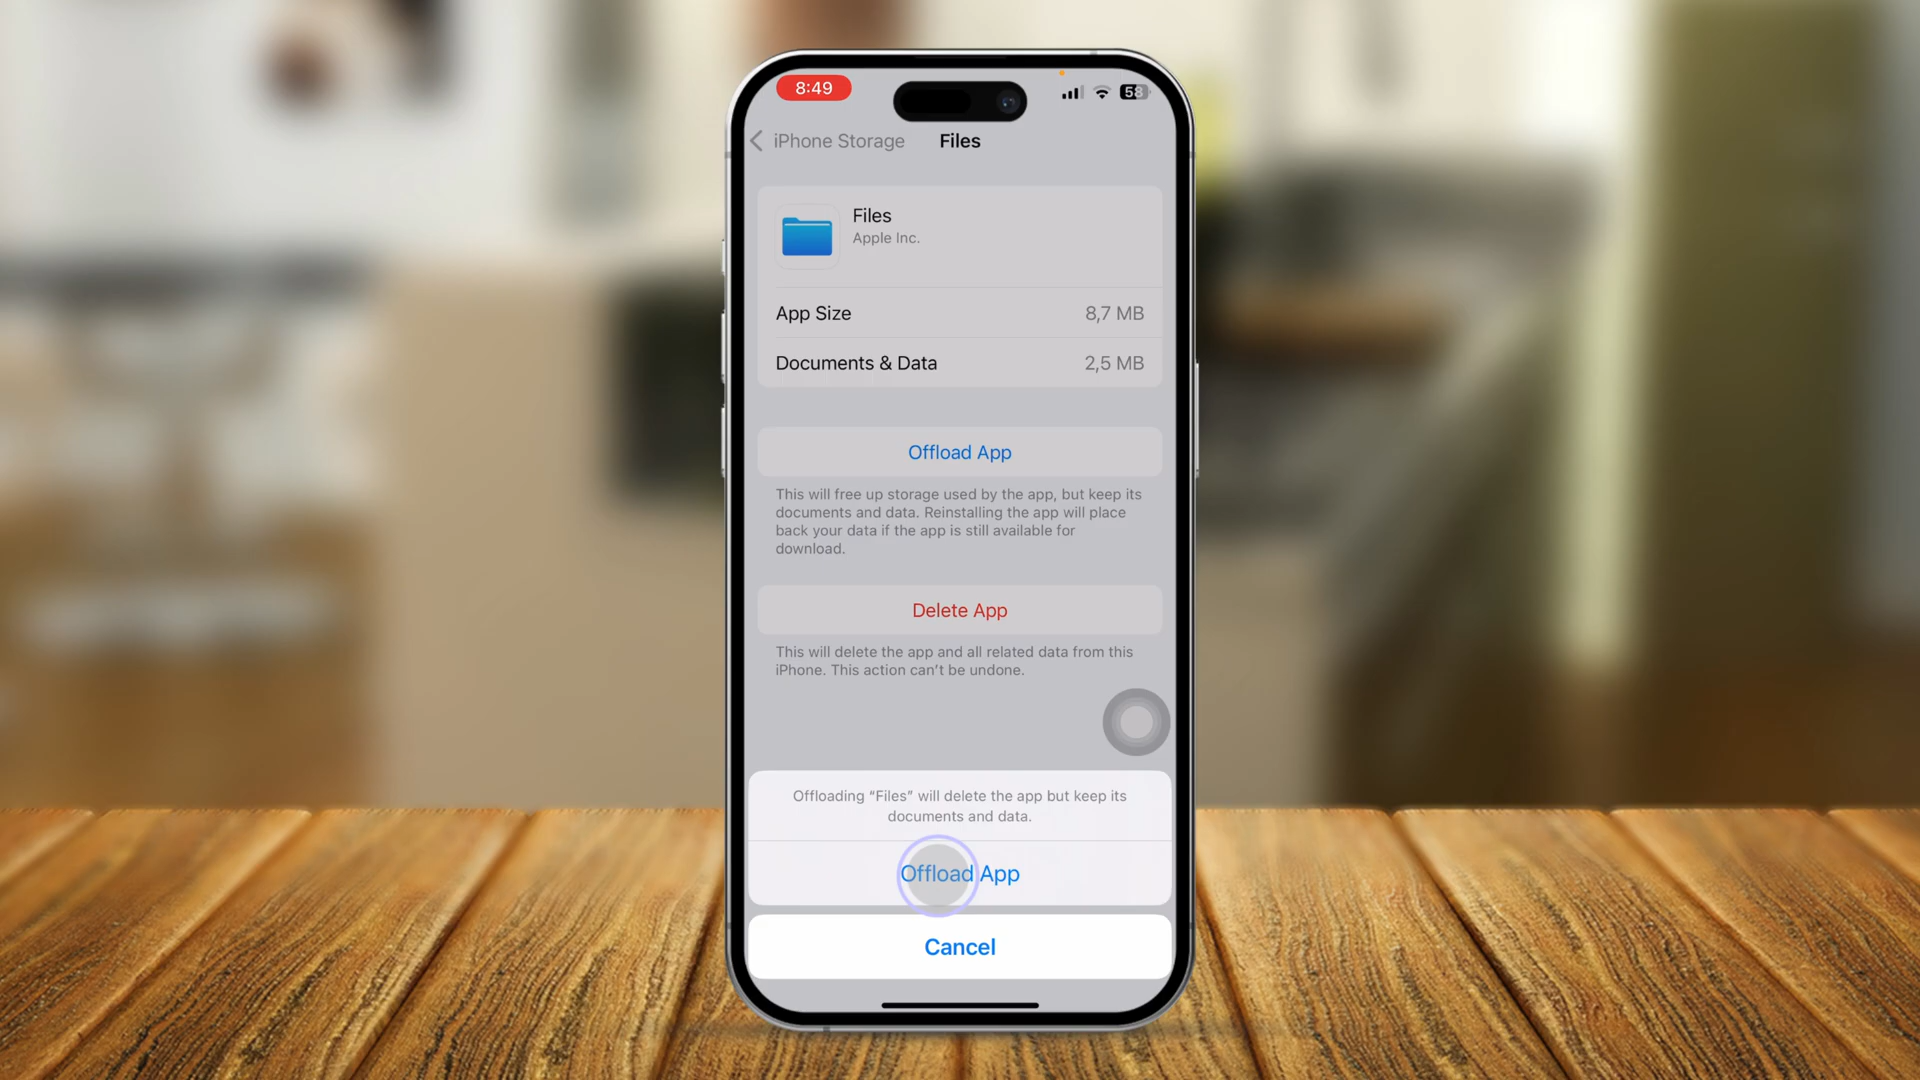 8:49
58
iPhone Storage
Files
Files
Apple Inc.
App Size
8,7 MB
Documents & Data
2,5 MB
Offload App
This will free up storage used by the app, but keep its
documents and data. Reinstalling the app will place
back your data if the app is still available for
download.
Delete App
This will delete the app and all related data from this
iPhone. This action can’t be undone.
Offloading “Files” will delete the app but keep its
documents and data.
Offload App
Cancel